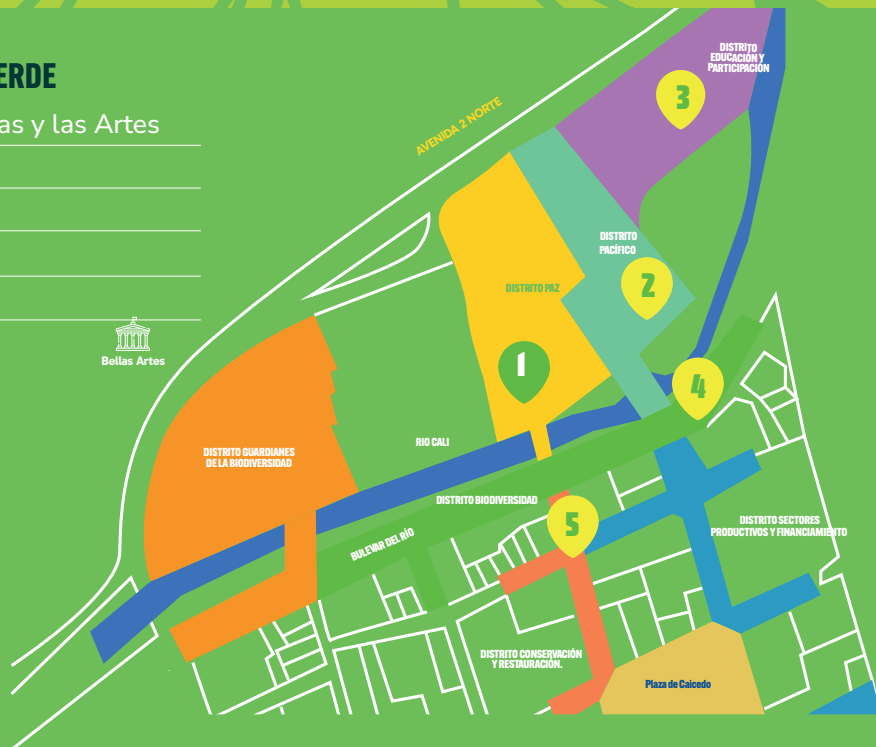 ERDE
as y las Artes
Bellas Artes
AVENIDA 2 NORTE
DISTRITO
EDUCACIÓN Y
PARTICIPACIÓN
3
DISTRITO
PACÍFICO
2
DISTRITO PAZ
1
4
DISTRITO GUARDIANES
DE LA BIODIVERSIDAD
RIO CALI
DISTRITO BIODIVERSIDAD
5
BULEVAR DEL RÍO
DISTRITO SECTORES
PRODUCTIVOS Y FINANCIAMIENTO
DISTRITO CONSERVACIÓN
Y RESTAURACIÓN.
Plaza de Caicedo